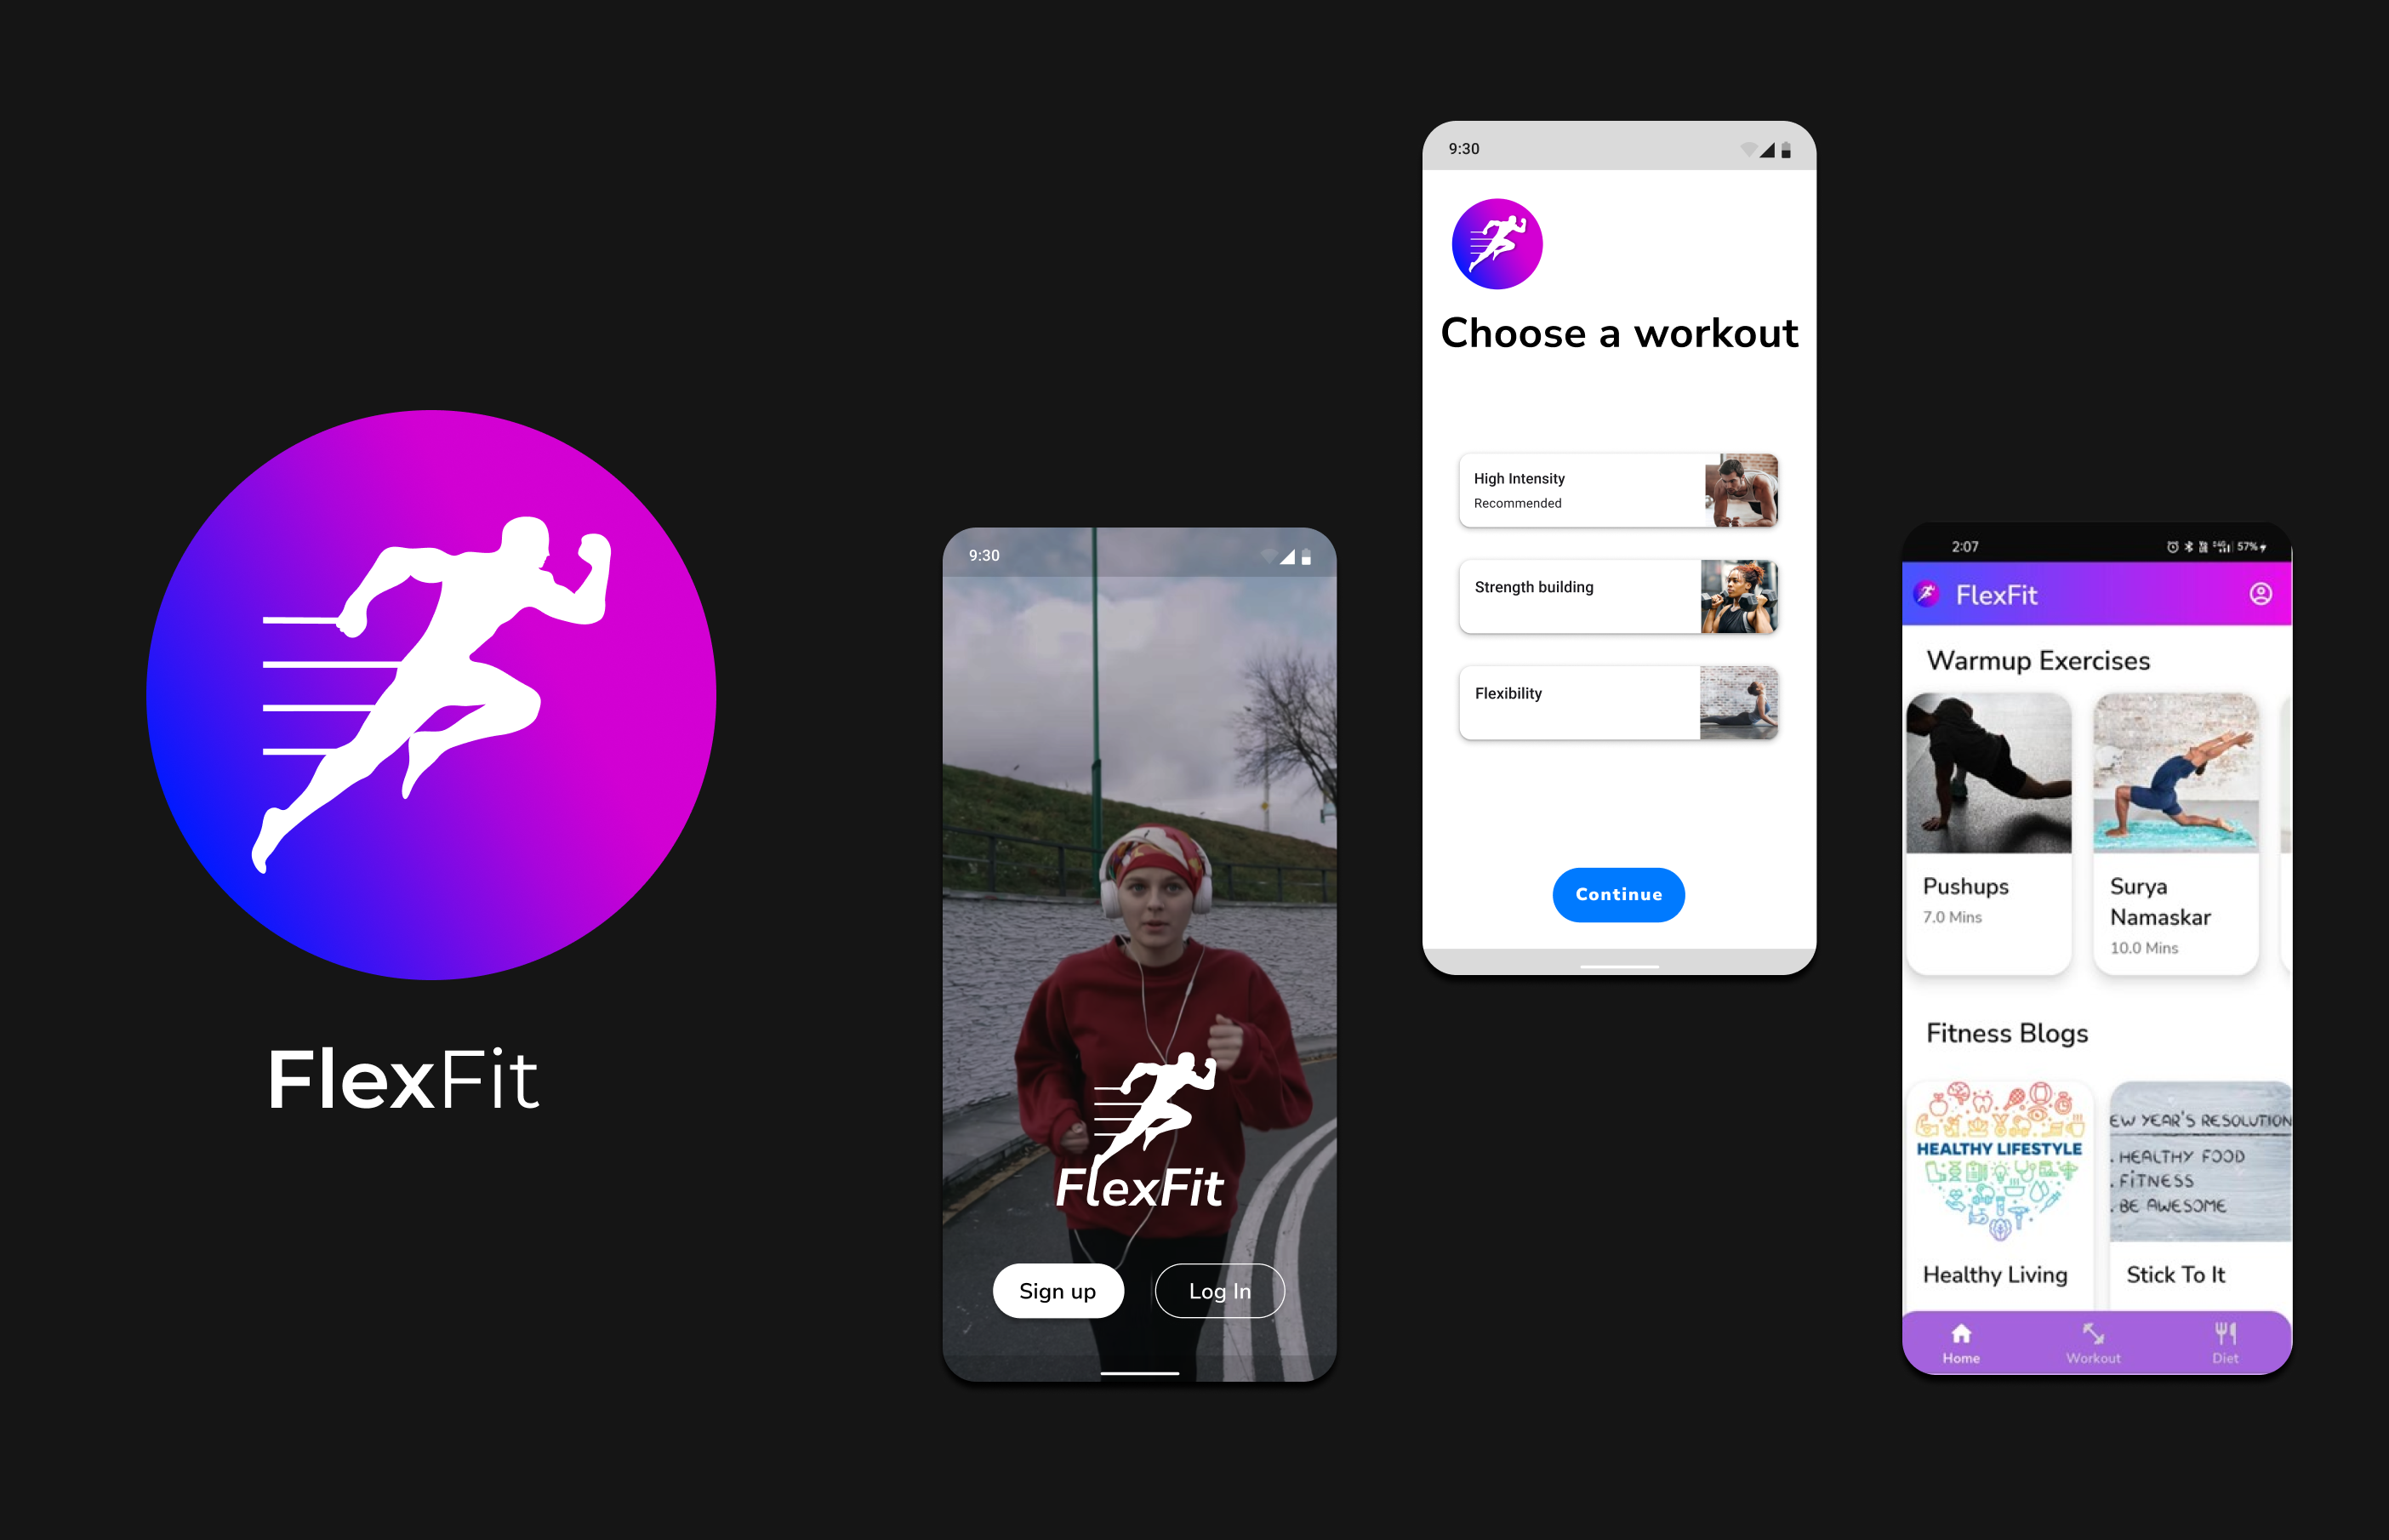 FlexFit
9:30
FlexFit
Sign up
Log In
9:30
Choose a workout
High Intensity
Recommended
Strength building
Flexibility
Continue
2:07
57%
FlexFit
Warmup Exercises
Pushups
7.0 Mins
Surya
Namaskar
10.0 Mins
Fitness Blogs
HEALTHY LIFESTYLE
EW YEAR'S RESOLUTION
. HEALTHY FOOD
. FITNESS
. BE AWESOME
Healthy Living
Stick To It
Home
Workout
Diet